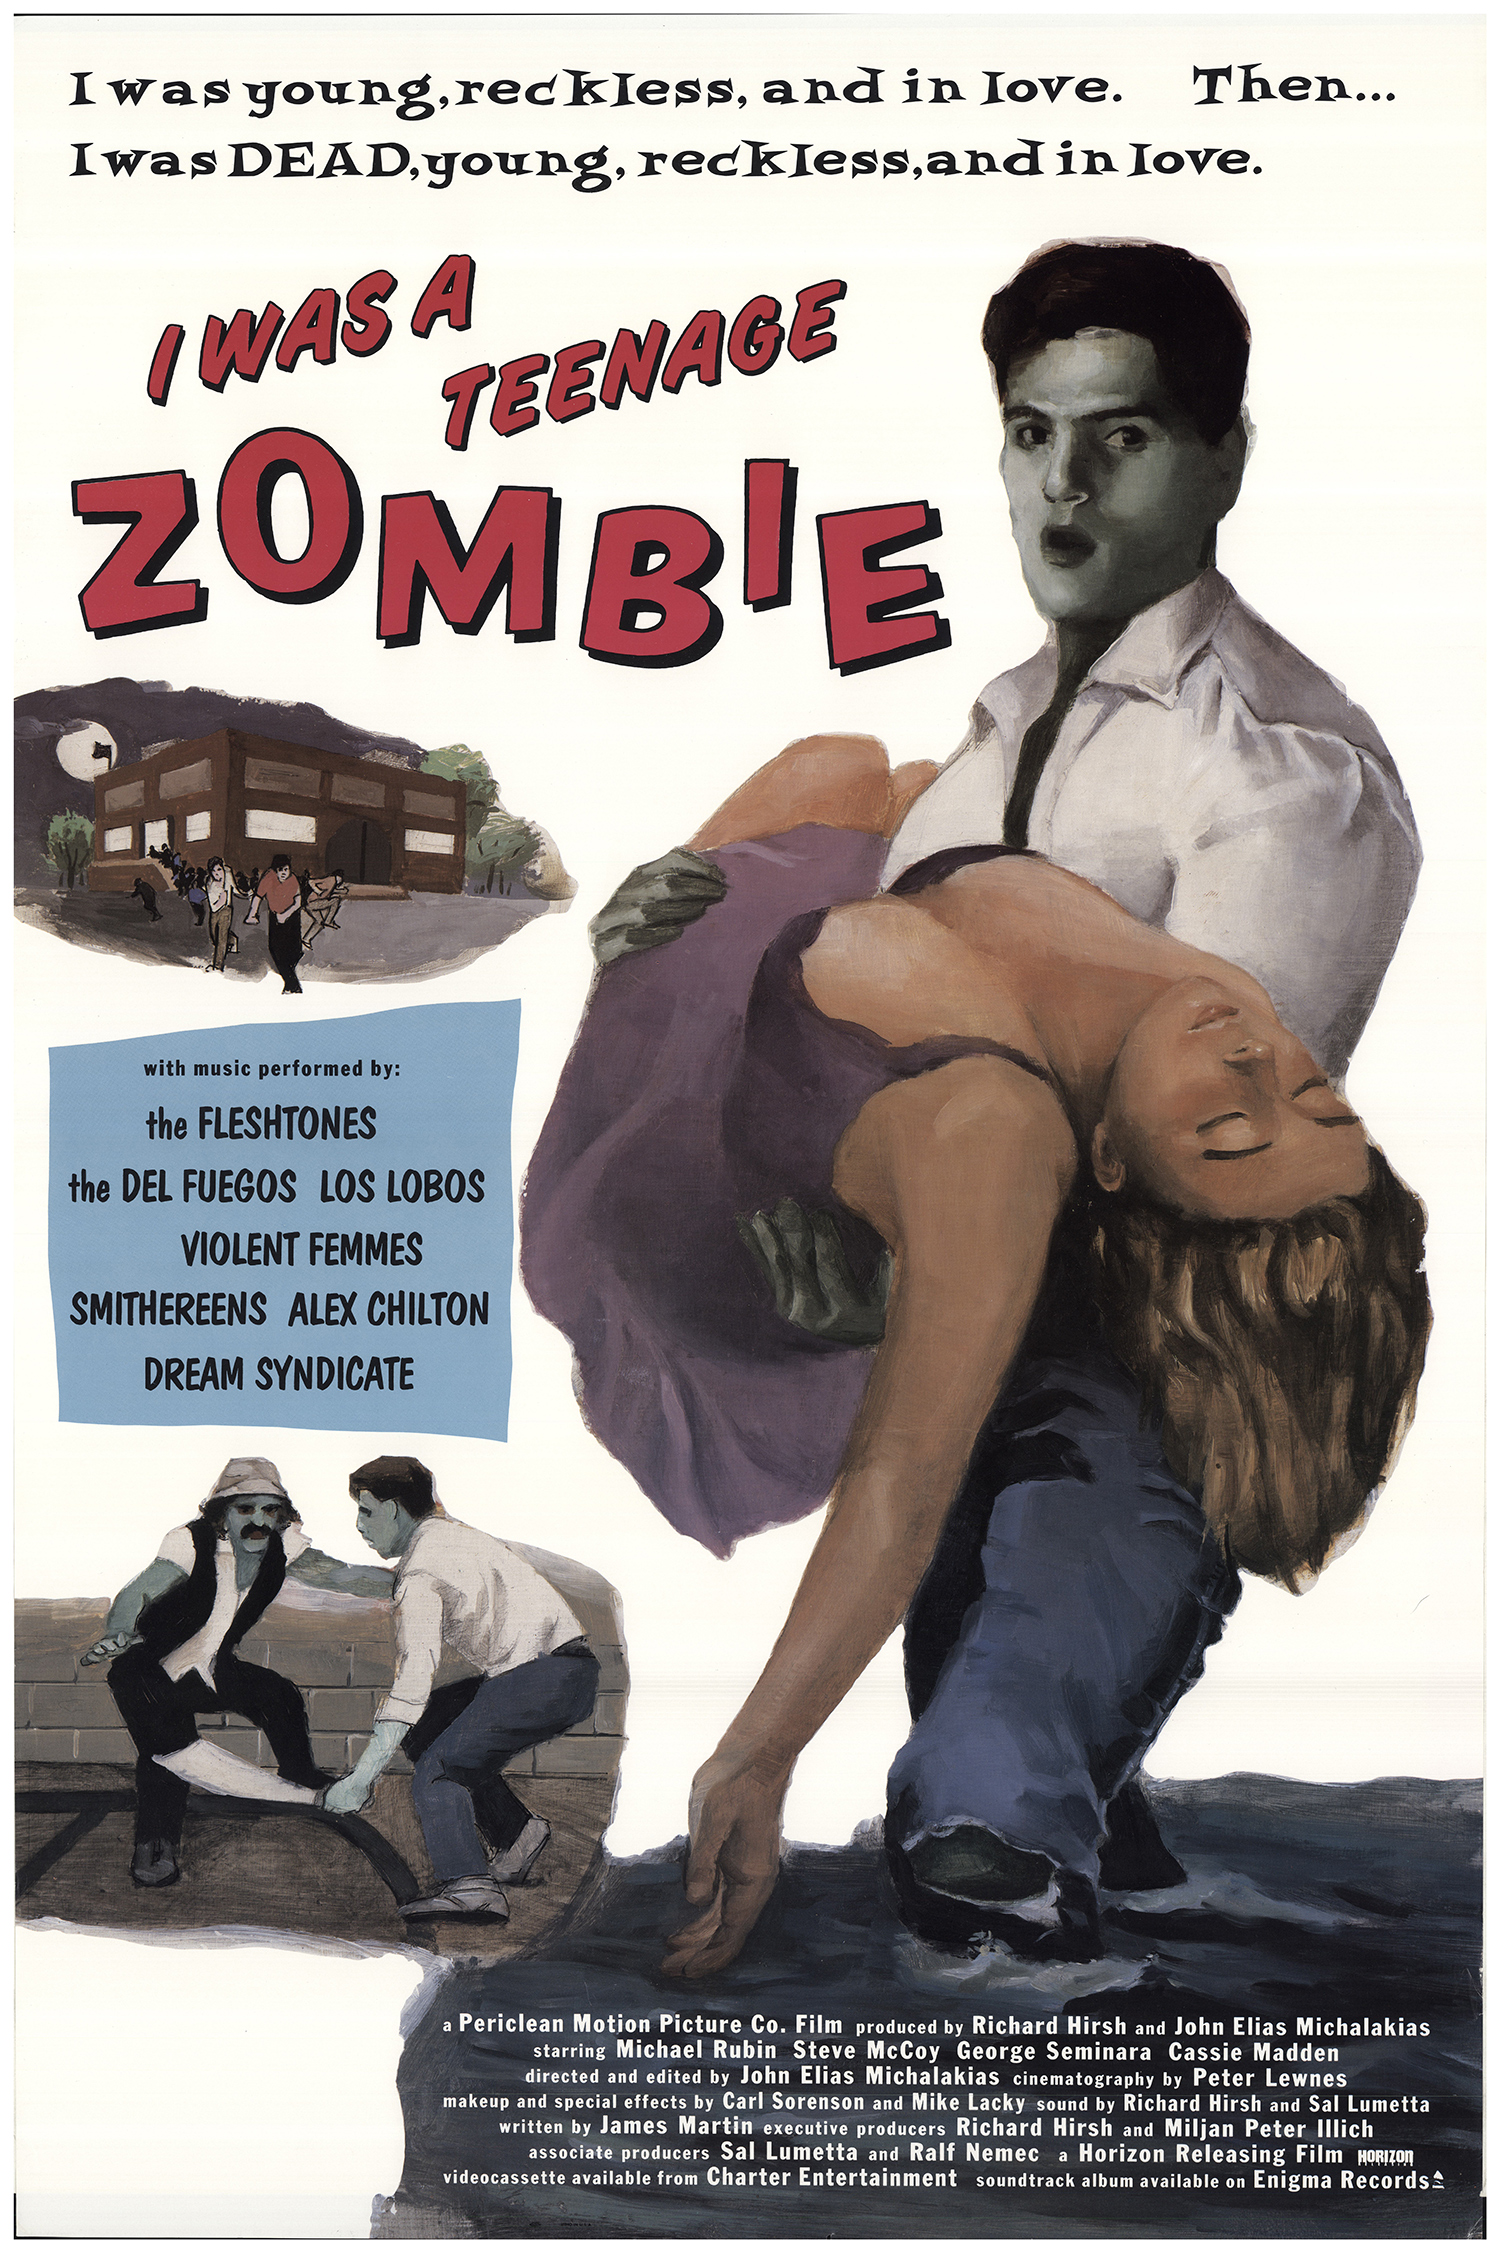 I was young, reckless, and in love. Then...
I was DEAD, young, reckless, and in love.
I WAS A
TEENAGE
ZOMBIE
with music performed by:
the FLESHTONES
the DEL FUEGOS LOS LOBOS
VIOLENT FEMMES
SMITHEREENS ALEX CHILTON
DREAM SYNDICATE
a Periclean Motion Picture Co. Film produced by Richard Hirsh and John Elias Michalakias
starring Michael Rubin Steve McCoy George Seminara Cassie Madden
directed and edited by John Elias Michalakias cinematography by Peter Lewnes
makeup and special effects by Carl Sorenson and Mike Lacky sound by Richard Hirsh and Sal Lumetta
written by James Martin executive producers Richard Hirsh and Miljan Peter Illich
associate producers Sal Lumetta and Ralf Nemec a Horizon Releasing Film HORIZON
videocassette available from Charter Entertainment soundtrack album available on Enigma Records